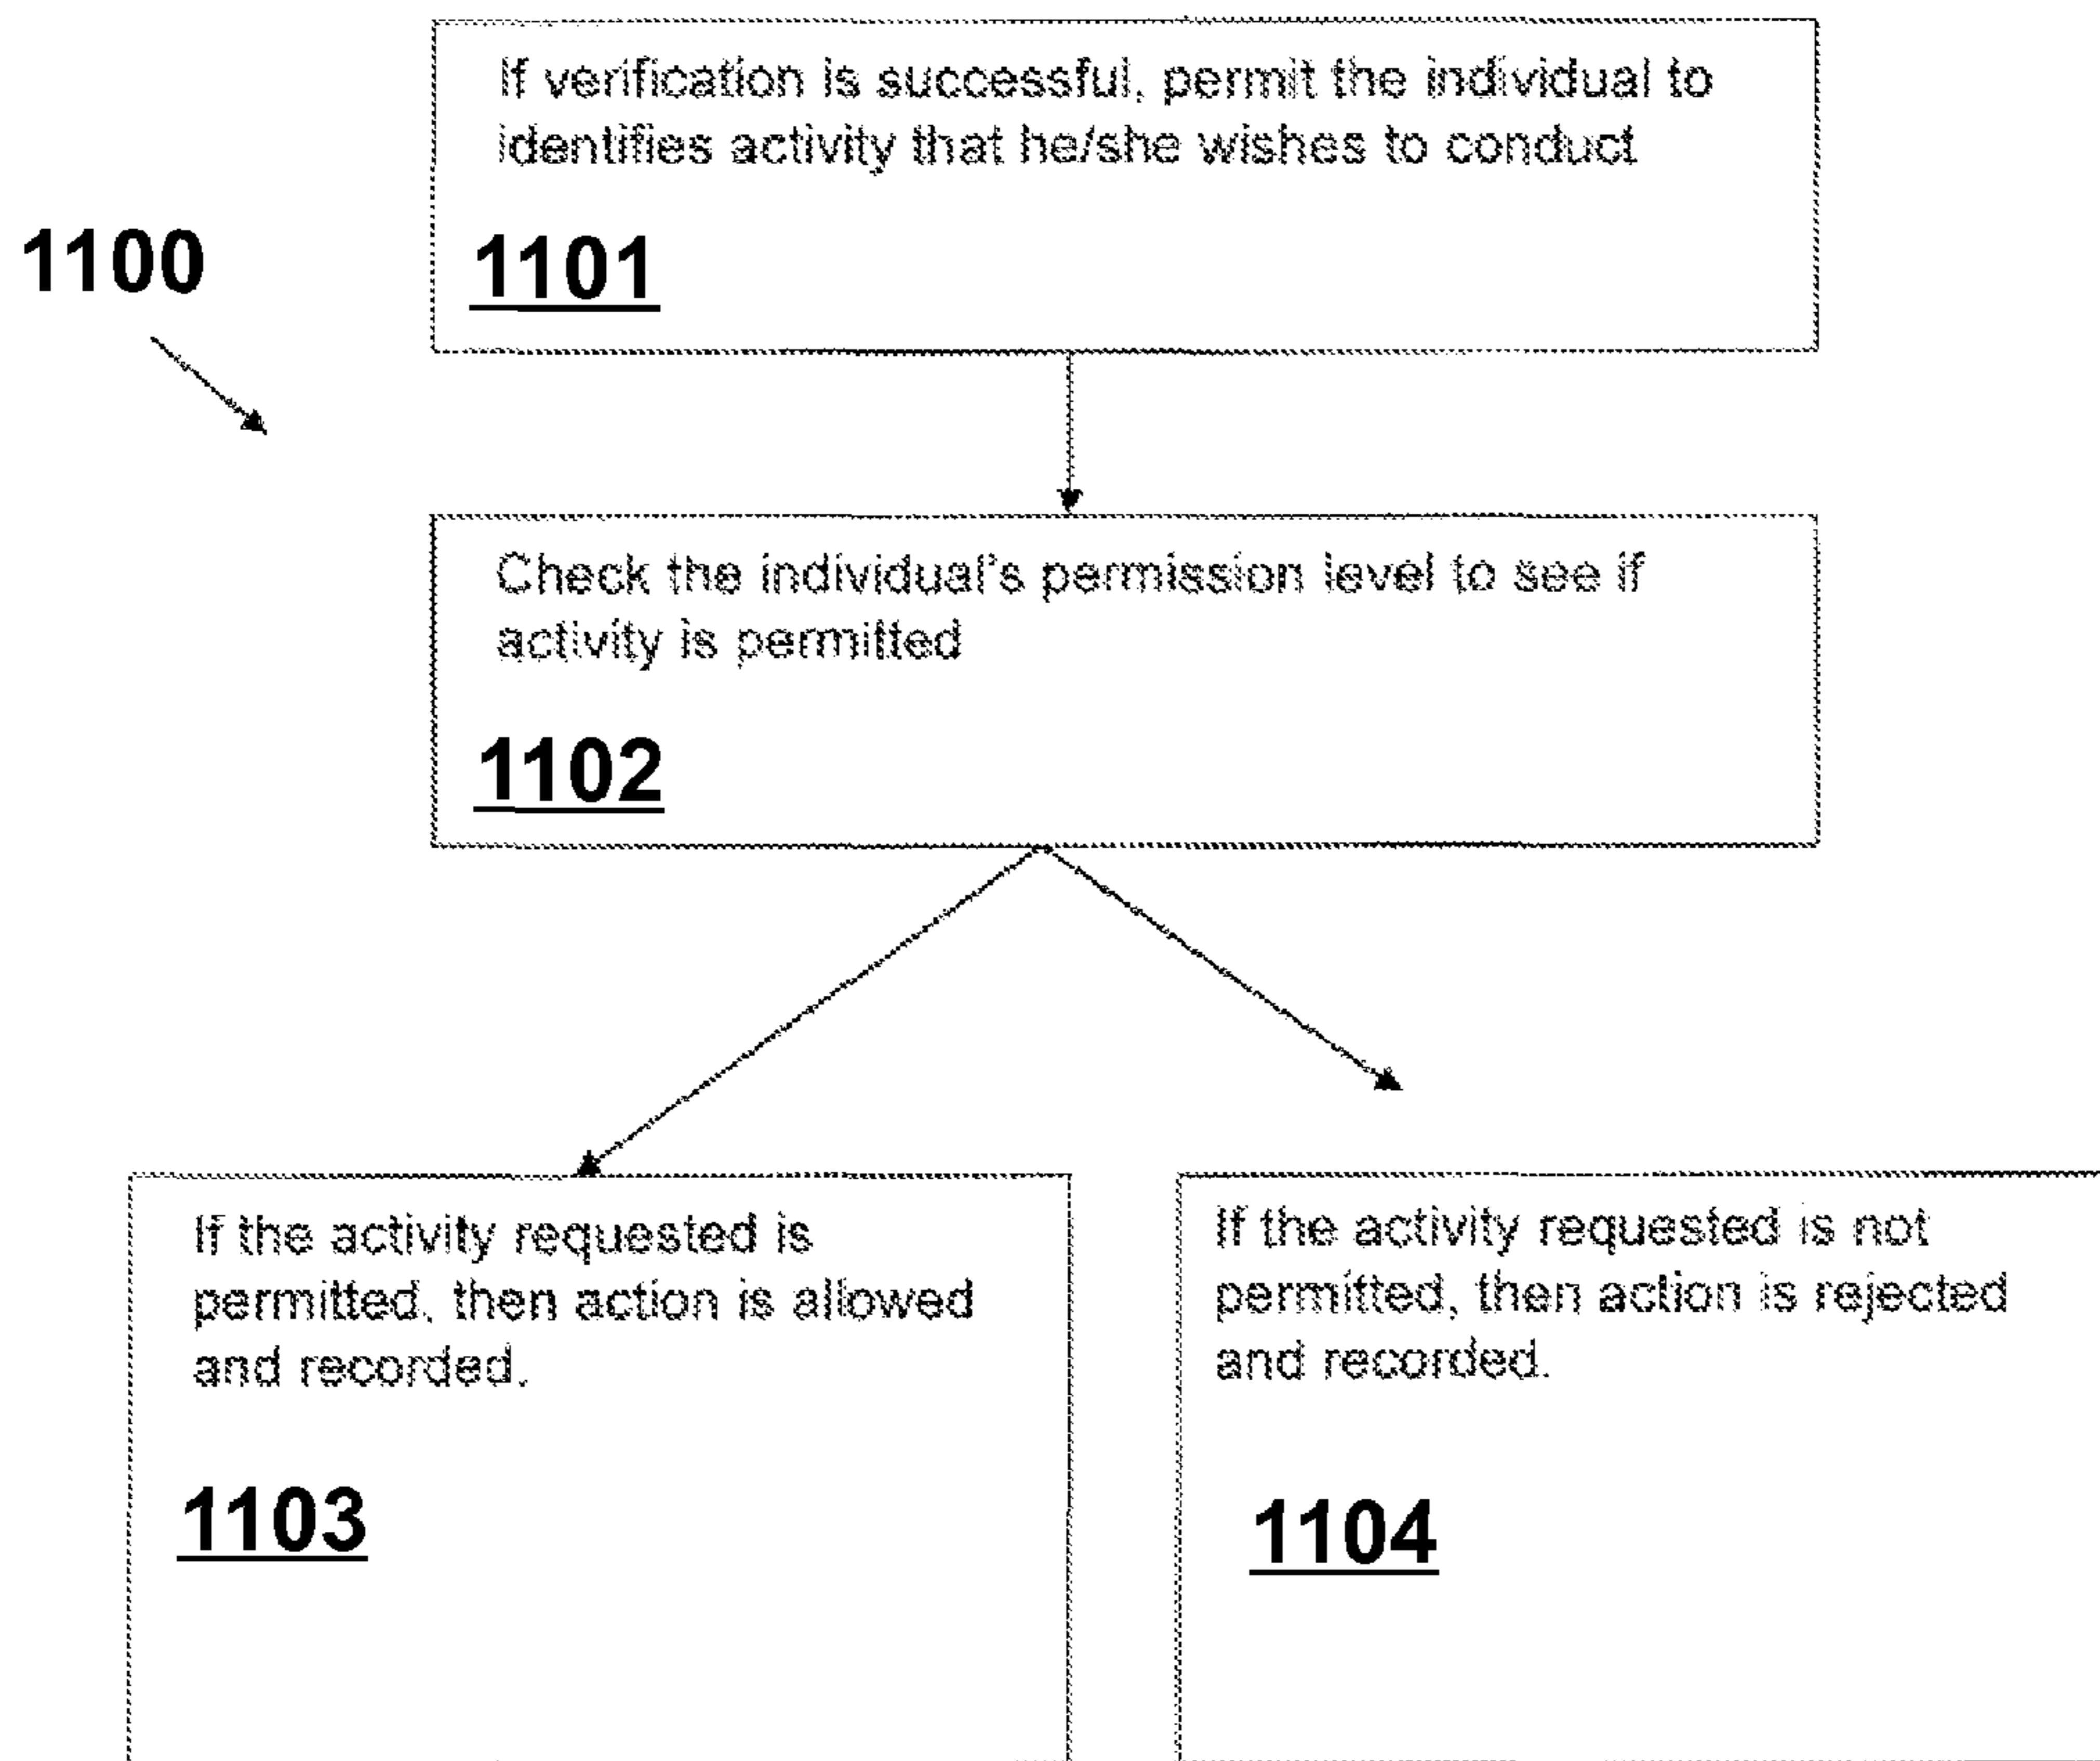 If verification is successful, permit the individual to
identifies activity that he/she wishes to conduct
1100
1101
Check the individual's permission level to see if
activity is permitted
1102
If the activity requested is
permitted, then action is allowed
and recorded.
1103
If the activity requested is not
permitted, then action is rejected
and recorded.
1104